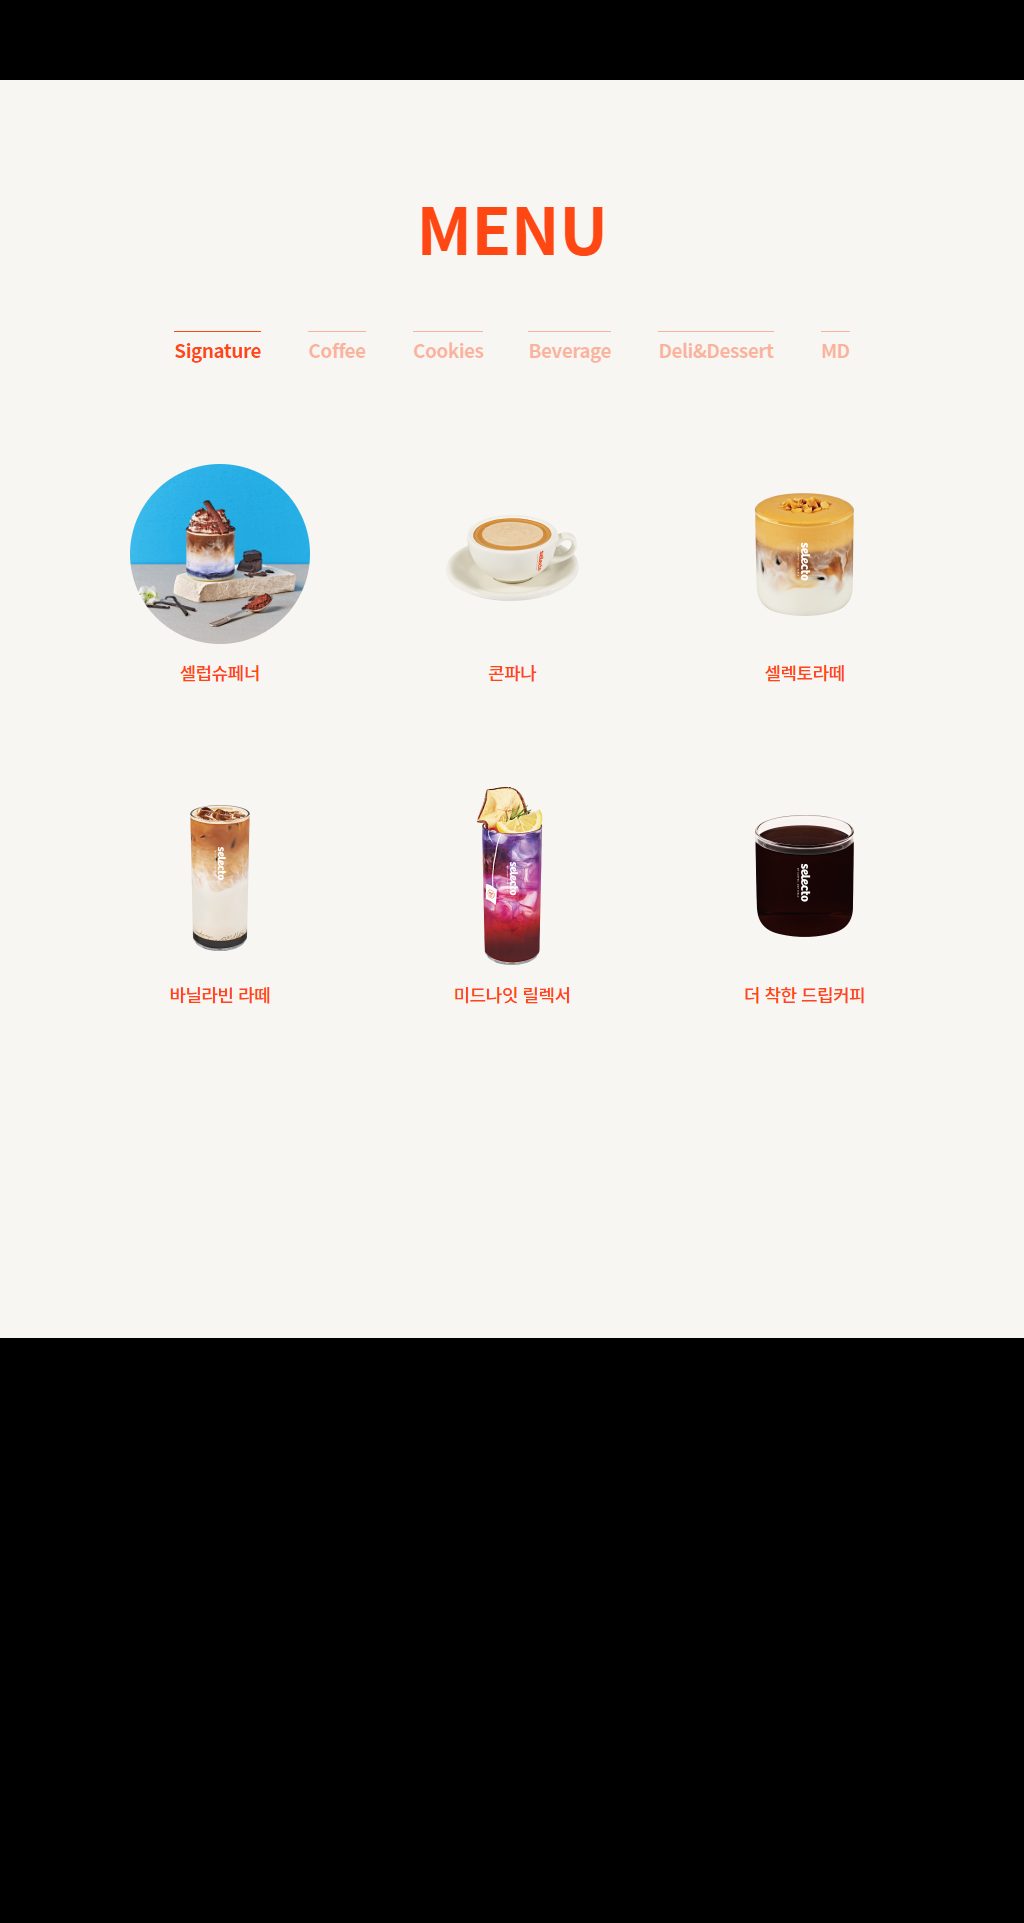 MENU
Signature
Coffee
Cookies
Beverage
Deli&Dessert
MD
selecto
selecto
셀럽슈페너
콘파나
셀렉토라떼
selecto
selecto
selecto
바닐라빈 라떼
미드나잇 릴렉서
더 착한 드립커피